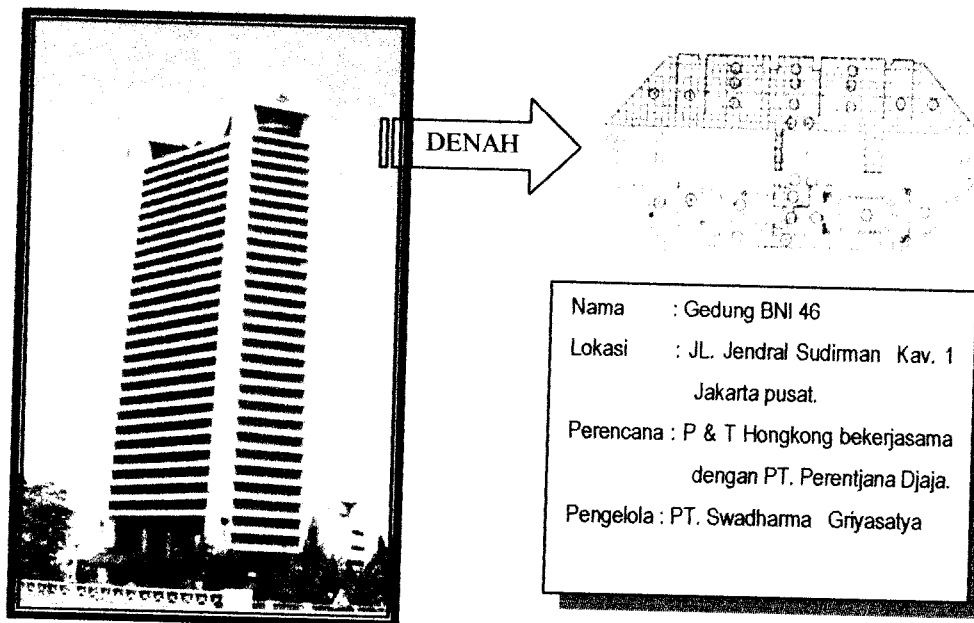 DENAH
Nama : Gedung BNI 46
Lokasi : JL. Jendral Sudirman Kav. 1
Jakarta pusat.
Perencana : P & T Hongkong bekerjasama
dengan PT. Perentjana Djaja.
Pengelola : PT. Swadharma Griyasatya